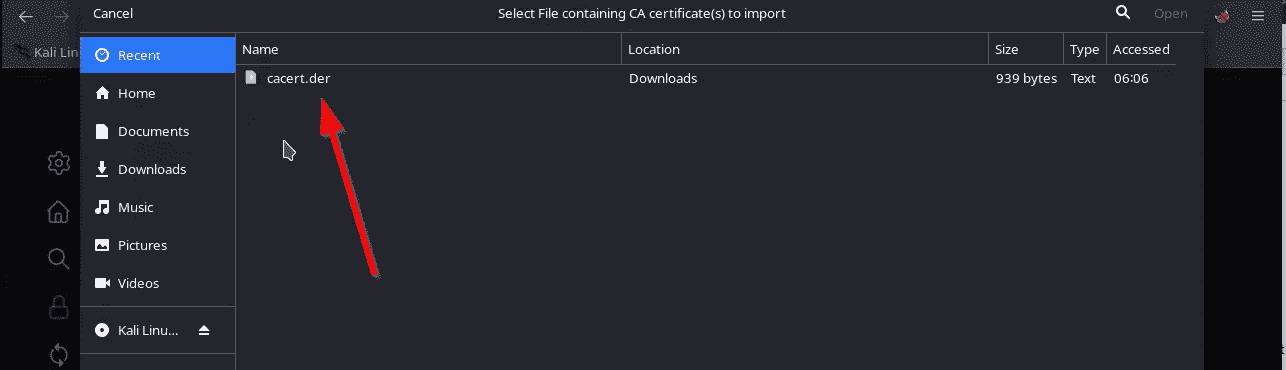 Cancel Select File containing CA certificate(s) to import Open
Kali Lin
Recent
Name Location Size Type Accessed
cacert.der Downloads 939 bytes Text 06:06
Home
Documents
Downloads
Music
Pictures
Videos
Kali Linu...